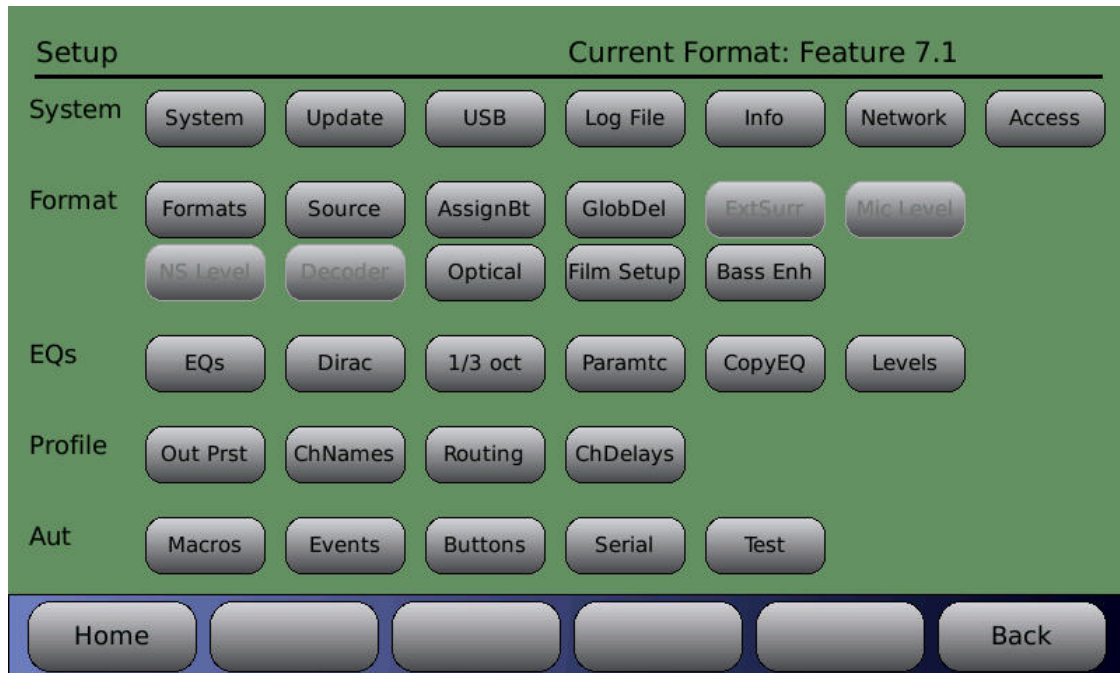 Setup Current Format: Feature 7.1
System System Update USB Log File Info Network Access
Format Formats Source AssignBt GlobDel ExtSurr Mic Level
NS Level Decoder Optical Film Setup Bass Enh
EQs EQs Dirac 1/3 oct Paramtc CopyEQ Levels
Profile Out Prst ChNames Routing ChDelays
Aut Macros Events Buttons Serial Test
Home Back